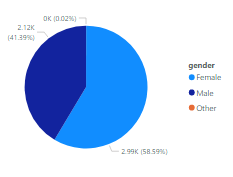 0K (0.02%)
2.12K
(41.39%)
gender
Female
Male
Other
2.99K (58.59%)